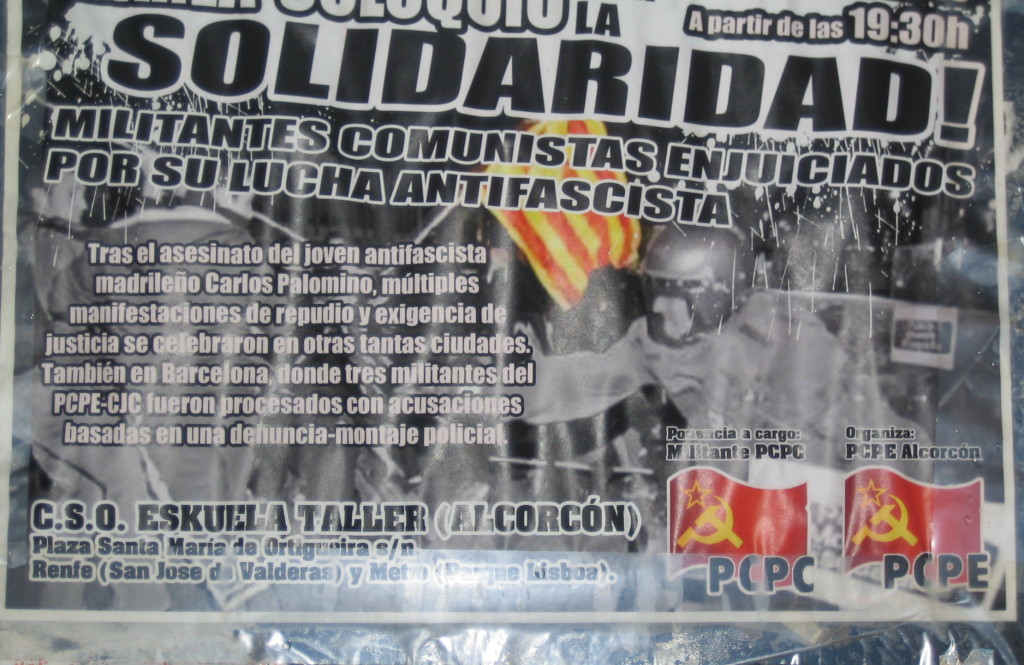 COLOQUIO
LA
A partir de las 19:30h
SOLIDARIDAD!
MILITANTES COMUNISTAS ENJUICIADOS
POR SU LUCHA ANTIFASCISTA
Tras el asesinato del joven antifascista
madrileño Carlos Palomino, múltiples
manifestaciones de repudio y exigencia de
justicia se celebraron en otras tantas ciudades.
También en Barcelona, donde tres militantes del
PCPE-CJC fueron procesados con acusaciones
basadas en una denuncia-montaje policial.
Ponencia a cargo:
Militante PCPC
Organiza:
PCPE Alcorcón
PCPC
PCPE
C.S.O. ESKUELA TALLER (ALCORCÓN)
Plaza Santa María de Ortigueira s/n
Renfe (San Jose de Valderas) y Metro (Parque Lisboa).